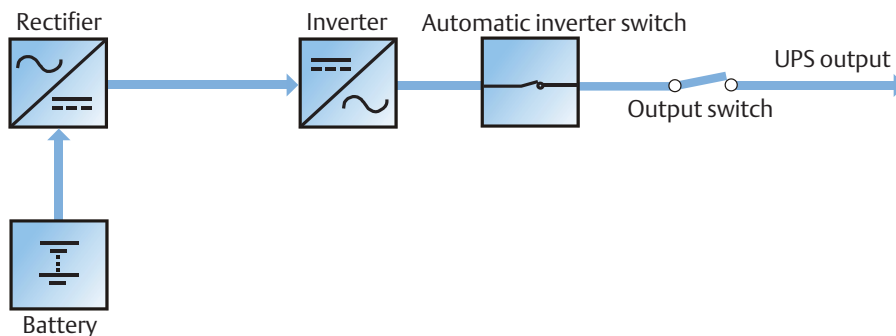 Rectifier
Inverter
Automatic inverter switch
UPS output
Output switch
Battery